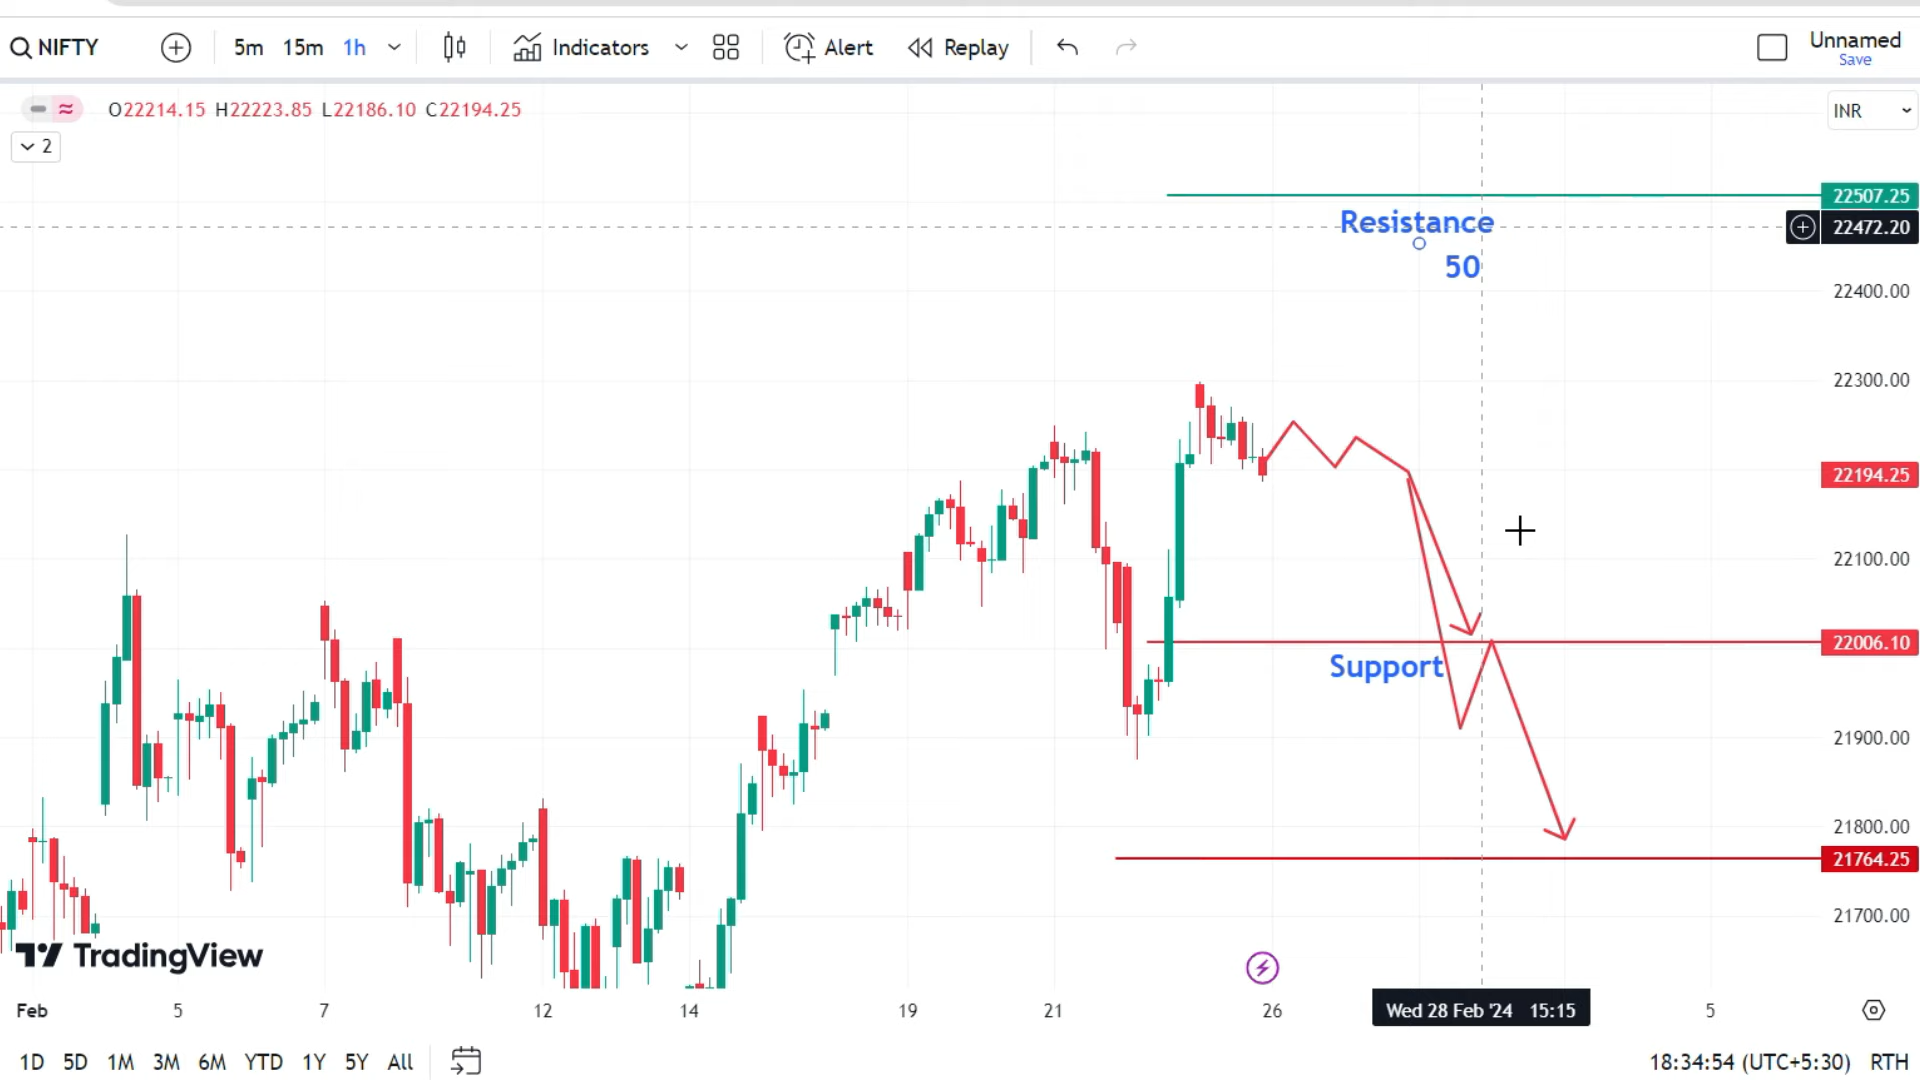 NIFTY 5m 15m 1h Indicators Alert Replay Unnamed
Save
O22214.15 H22223.85 L22186.10 C22194.25 INR
2
22507.25
Resistance 22472.20
50
22400.00
22300.00
22194.25
22100.00
22006.10
Support
21900.00
21800.00
21764.25
21700.00
TradingView
Feb 5 7 12 14 19 21 26 Wed 28 Feb '24 15:15 5
1D 5D 1M 3M 6M YTD 1Y 5Y All 18:34:54 (UTC+5:30) RTH